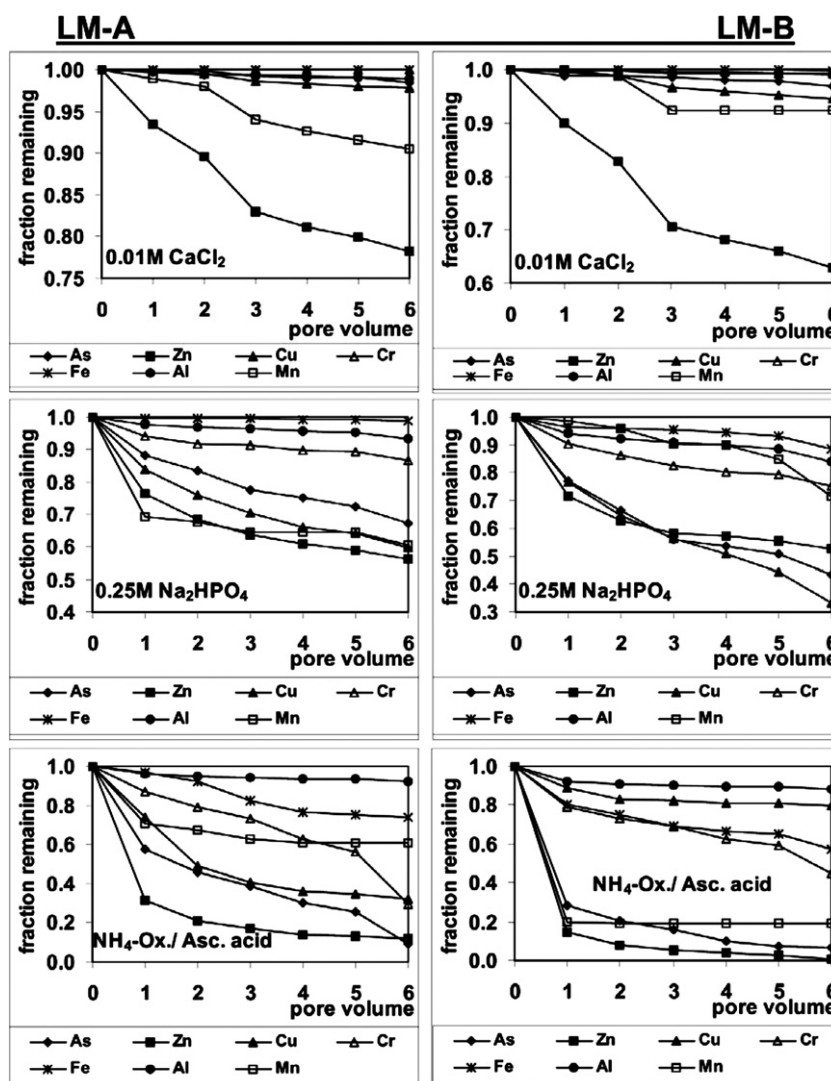 LM-A LM-B
fraction remaining
1.00
0.95
0.90
0.85
0.80
0.75
0.01M CaCl₂
0 1 2 3 4 5 6
pore volume
As Zn Cu Cr
Fe Al Mn
fraction remaining
1.0
0.9
0.8
0.7
0.6
0.01M CaCl₂
0 1 2 3 4 5 6
pore volume
As Zn Cu Cr
Fe Al Mn
fraction remaining
1.0
0.9
0.8
0.7
0.6
0.5
0.4
0.25M Na₂HPO₄
0 1 2 3 4 5 6
pore volume
As Zn Cu Cr
Fe Al Mn
fraction remaining
1.0
0.9
0.8
0.7
0.6
0.5
0.4
0.3
0.25M Na₂HPO₄
0 1 2 3 4 5 6
pore volume
As Zn Cu Cr
Fe Al Mn
fraction remaining
1.0
0.8
0.6
0.4
0.2
0.0
NH₄-Ox./ Asc. acid
0 1 2 3 4 5 6
pore volume
As Zn Cu Cr
Fe Al Mn
fraction remaining
1.0
0.8
0.6
0.4
0.2
0.0
NH₄-Ox./ Asc. acid
0 1 2 3 4 5 6
pore volume
As Zn Cu Cr
Fe Al Mn